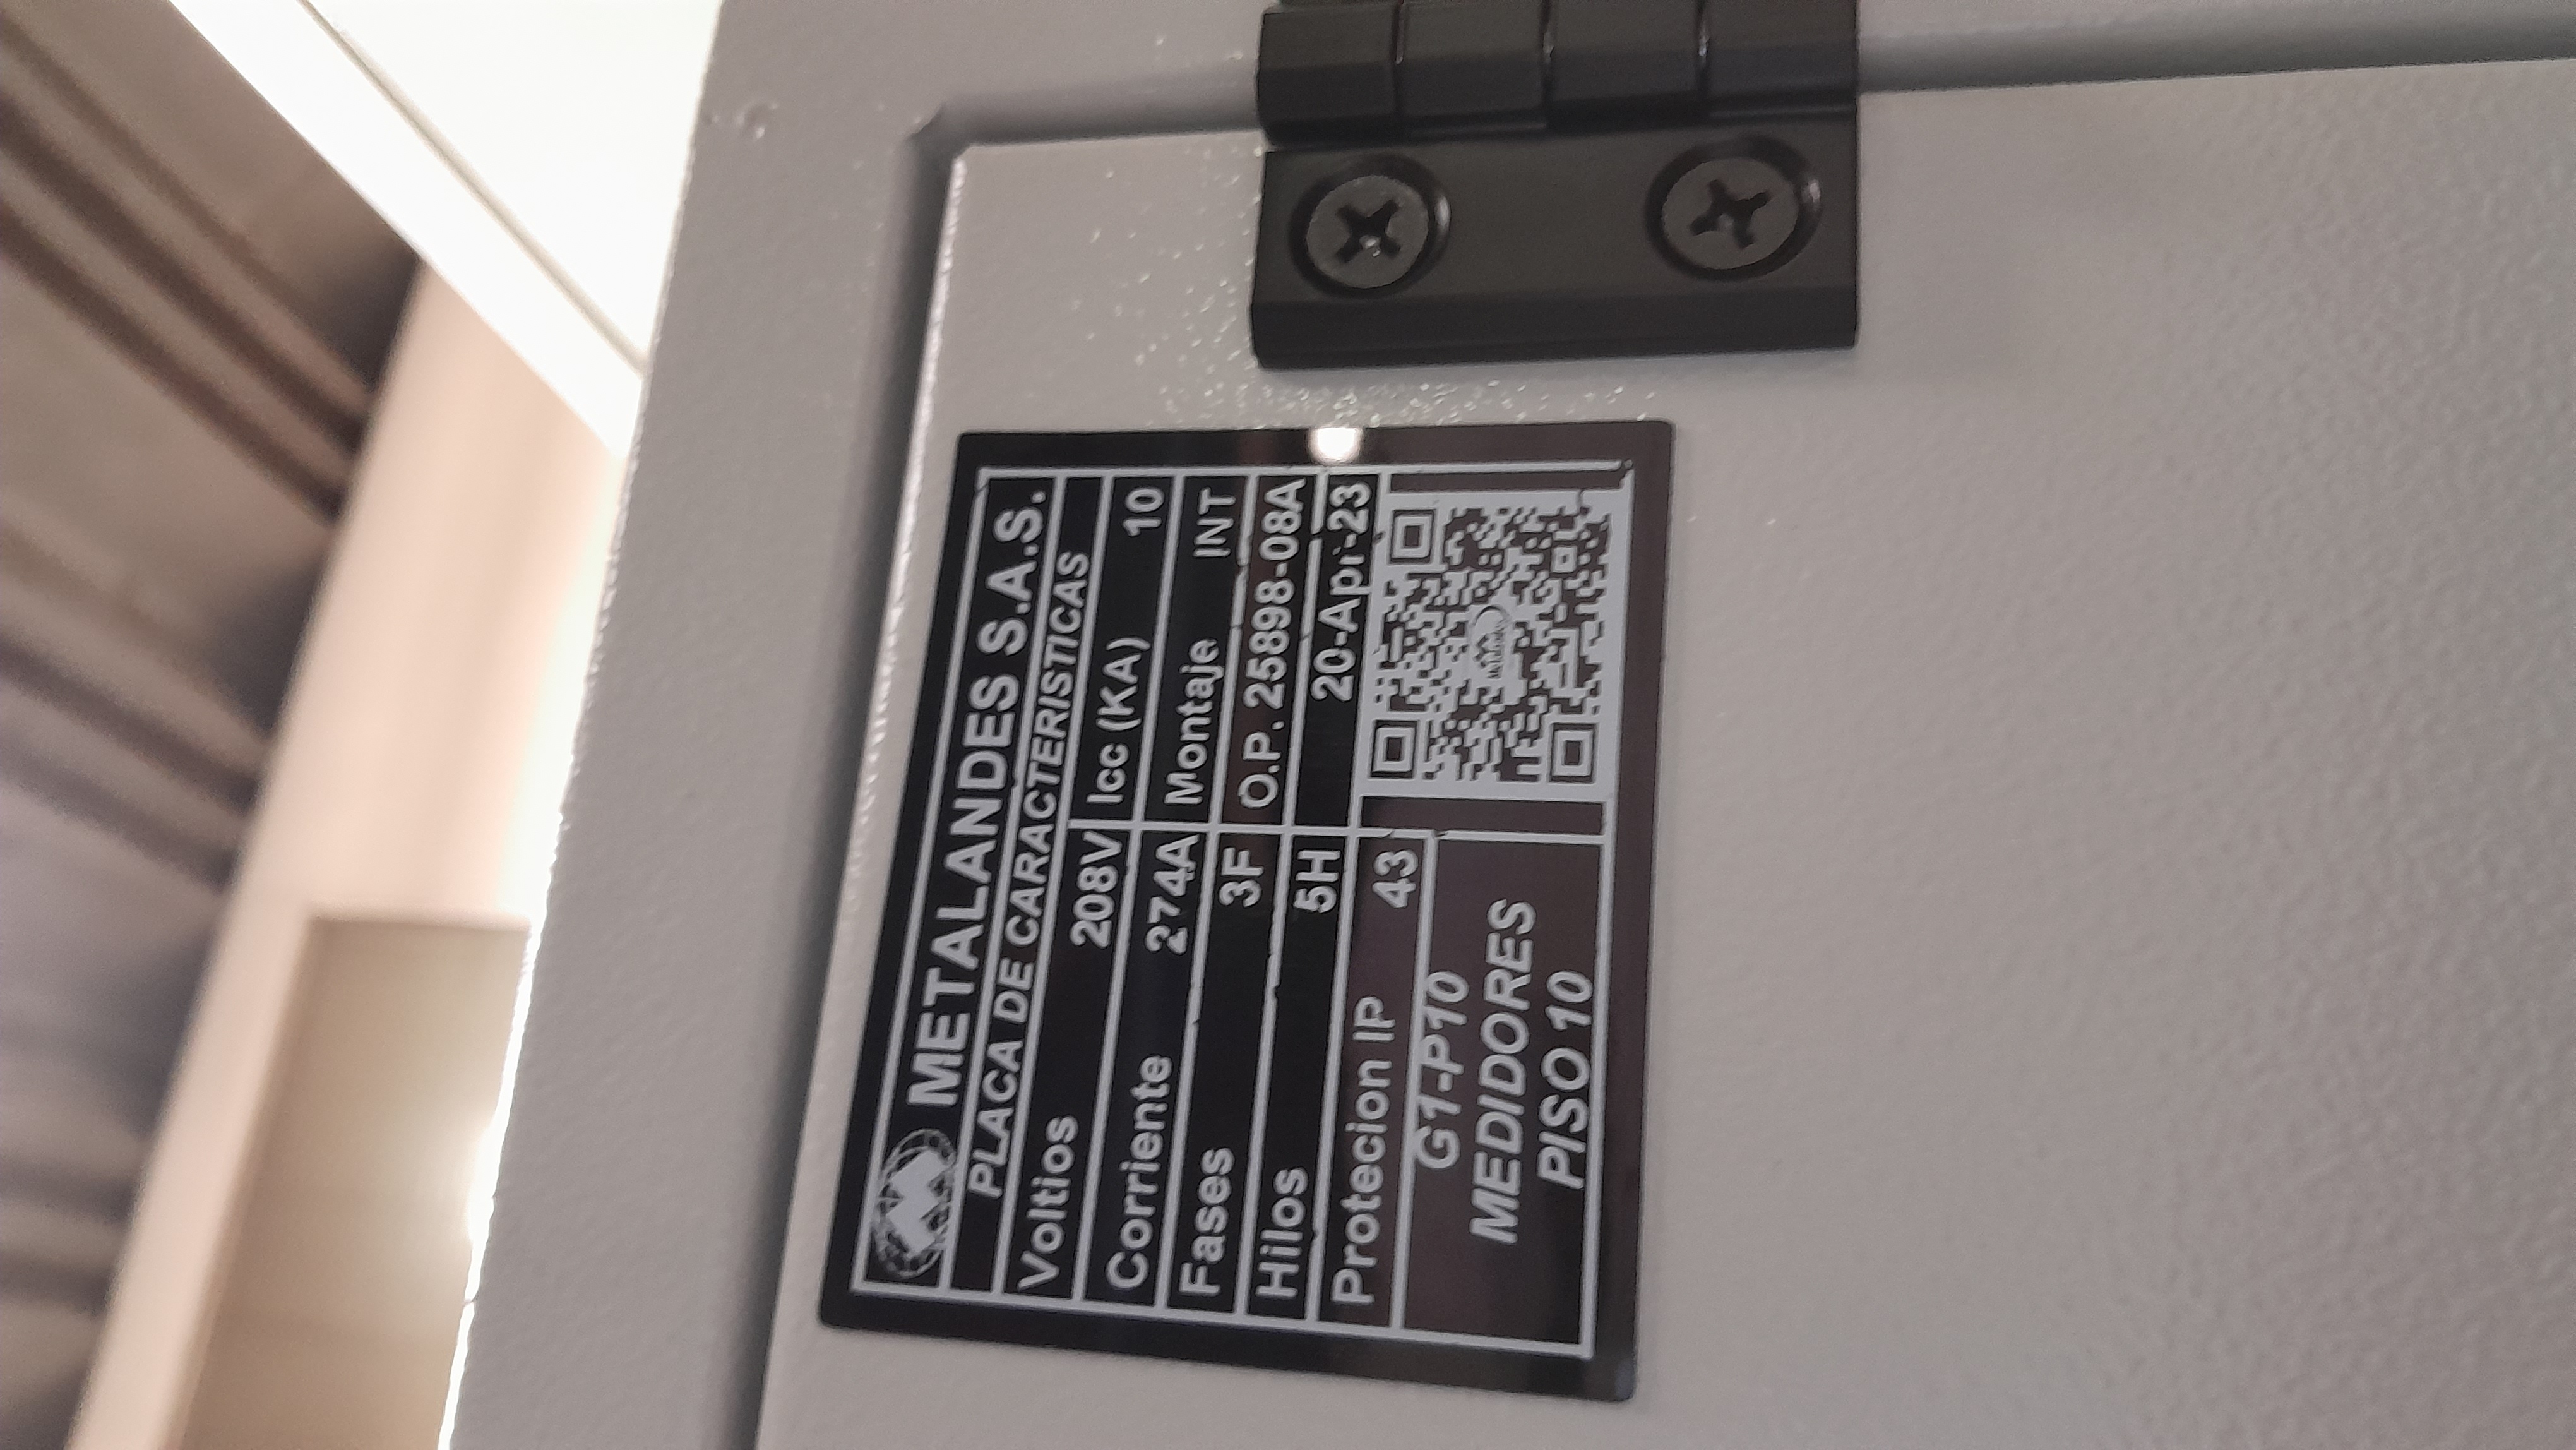 METALANDES S.A.S.
PLACA DE CARACTERISTICAS
Voltios 208V Icc (KA) 10
Corriente 274A Montaje INT
Fases 3F O.P. 25898-08A
Hilos 5H 20-Apr-23
Protecion IP 43
G1-P10
MEDIDORES
PISO 10